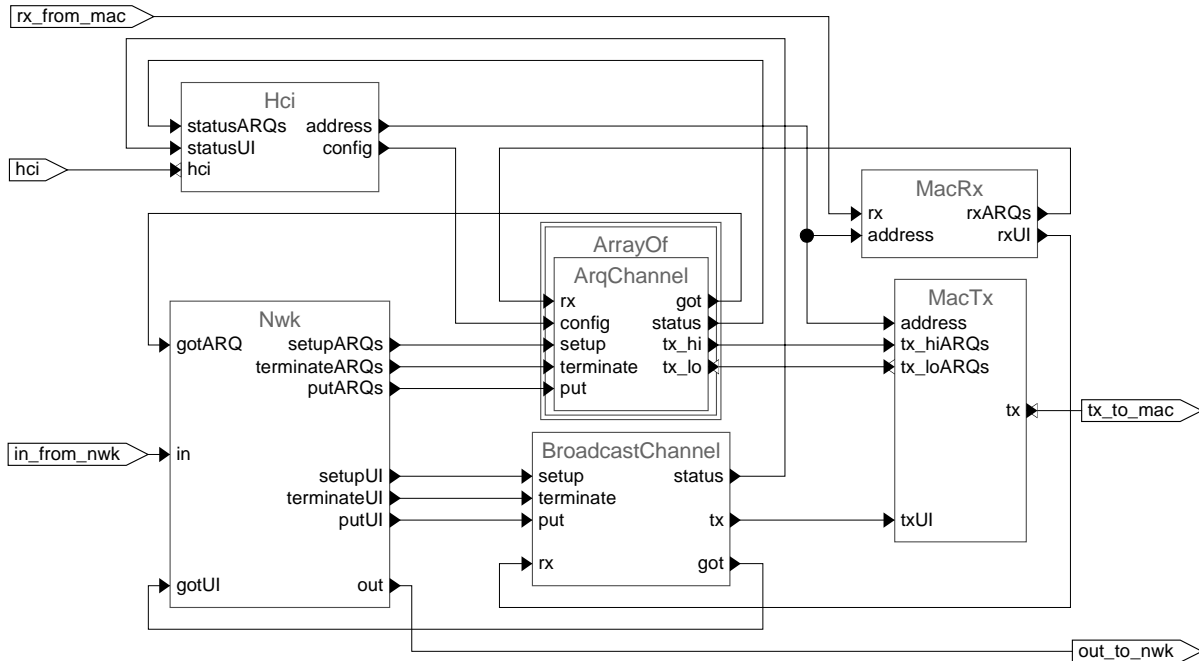 rx_from_mac
Hci
statusARQs address
statusUI config
hci
hci
MacRx
rx rxARQs
address rxUI
ArrayOf
ArqChannel
rx got
config status
setup tx_hi
terminate tx_lo
put
MacTx
address
tx_hiARQs
tx_loARQs
tx
txUI
tx_to_mac
Nwk
gotARQ setupARQs
terminateARQs
putARQs
in_from_nwk
in
setupUI
terminateUI
putUI
gotUI out
BroadcastChannel
setup status
terminate
put tx
rx got
out_to_nwk